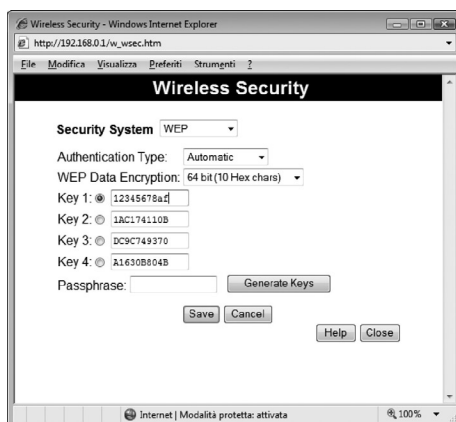 Wireless Security - Windows Internet Explorer
http://192.168.0.1/w_wsec.htm
File Modifica Visualizza Preferiti Strumenti ?
Wireless Security
Security System WEP
Authentication Type: Automatic
WEP Data Encryption: 64 bit (10 Hex chars)
Key 1: 12345678af
Key 2: 1AC174110B
Key 3: DC9C749370
Key 4: A1630B804B
Passphrase: Generate Keys
Save Cancel
Help Close
Internet | Modalità protetta: attivata 100%